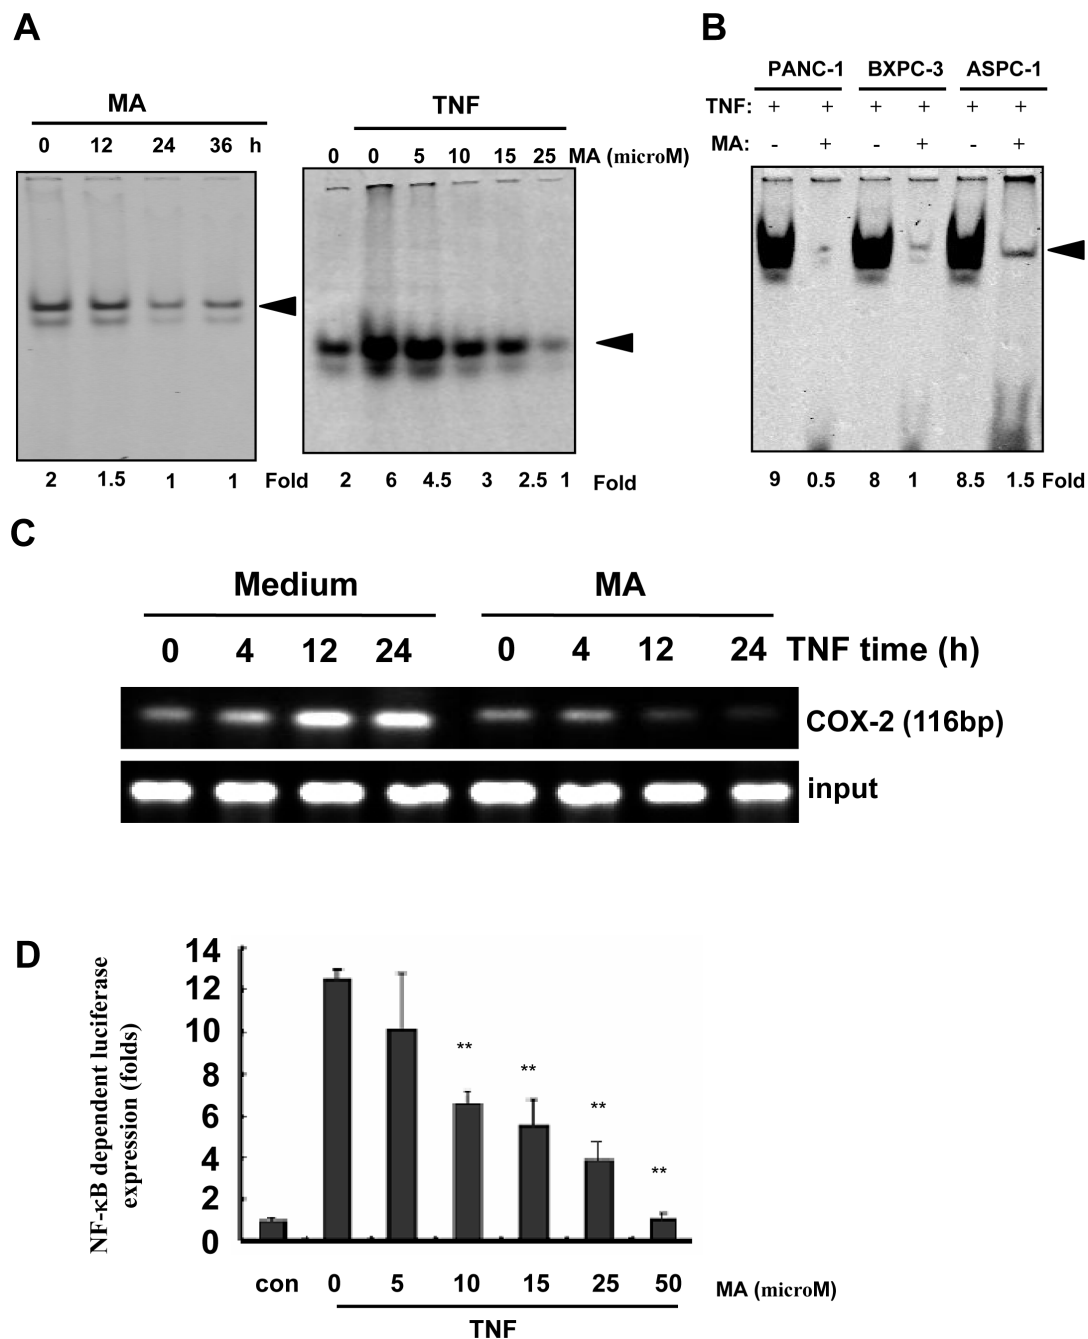 A
MA
0 12 24 36 h
2 1.5 1 1 Fold
TNF
0 0 5 10 15 25 MA (microM)
2 6 4.5 3 2.5 1 Fold
B
PANC-1 BXPC-3 ASPC-1
TNF: + + + + + +
MA: - + - + - +
9 0.5 8 1 8.5 1.5 Fold
C
Medium MA
0 4 12 24 0 4 12 24 TNF time (h)
COX-2 (116bp)
input
D
NF-κB dependent luciferase
expression (folds)
14
12
10
8
6
4
2
0
**
**
**
**
con 0 5 10 15 25 50 MA (microM)
TNF